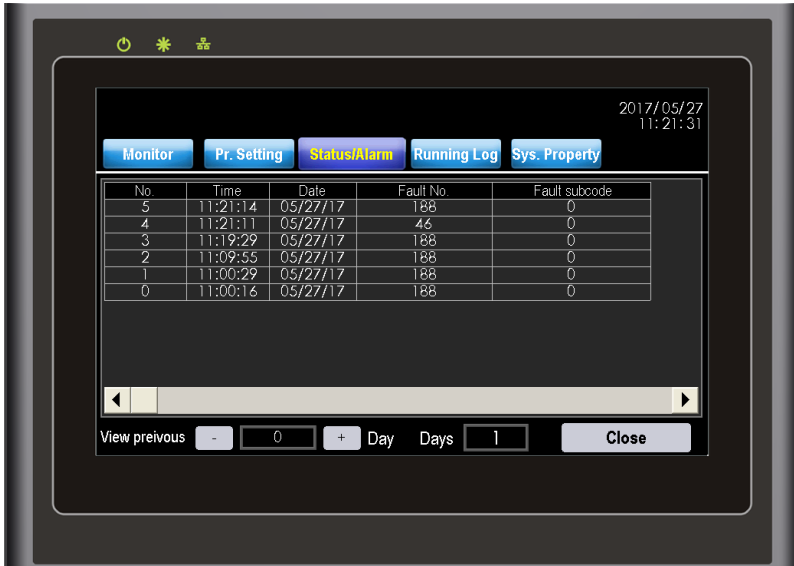 2017/05/27
11:21:31
Monitor Pr. Setting Status/Alarm Running Log Sys. Property
No. Time Date Fault No. Fault subcode
5 11:21:14 05/27/17 188 0
4 11:21:11 05/27/17 46 0
3 11:19:29 05/27/17 188 0
2 11:09:55 05/27/17 188 0
1 11:00:29 05/27/17 188 0
0 11:00:16 05/27/17 188 0
View preivous - 0 + Day Days 1 Close